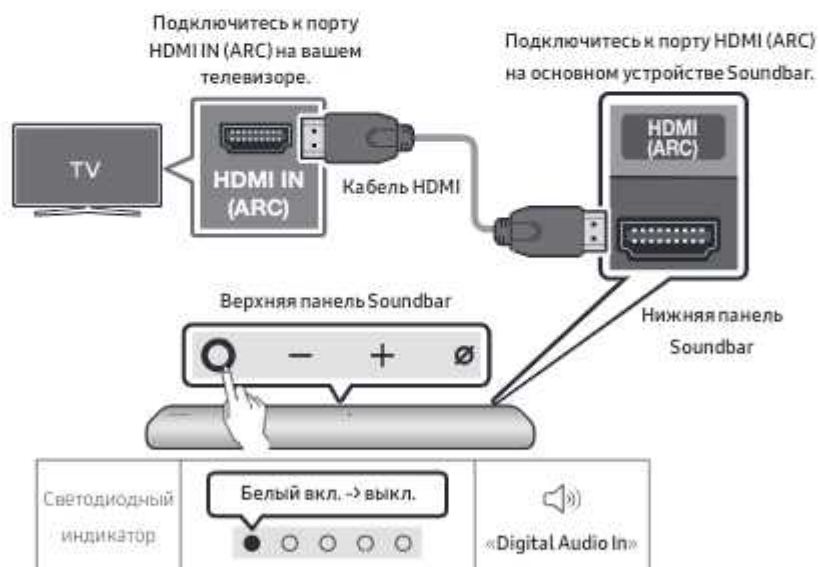 Подключитесь к порту
HDMI IN (ARC) на вашем
телевизоре.
Подключитесь к порту HDMI (ARC)
на основном устройстве Soundbar.
TV
HDMI IN
(ARC)
Кабель HDMI
HDMI
(ARC)
Верхняя панель Soundbar
Нижняя панель
Soundbar
Светодиодный
индикатор
Белый вкл. -> выкл.
«Digital Audio In»